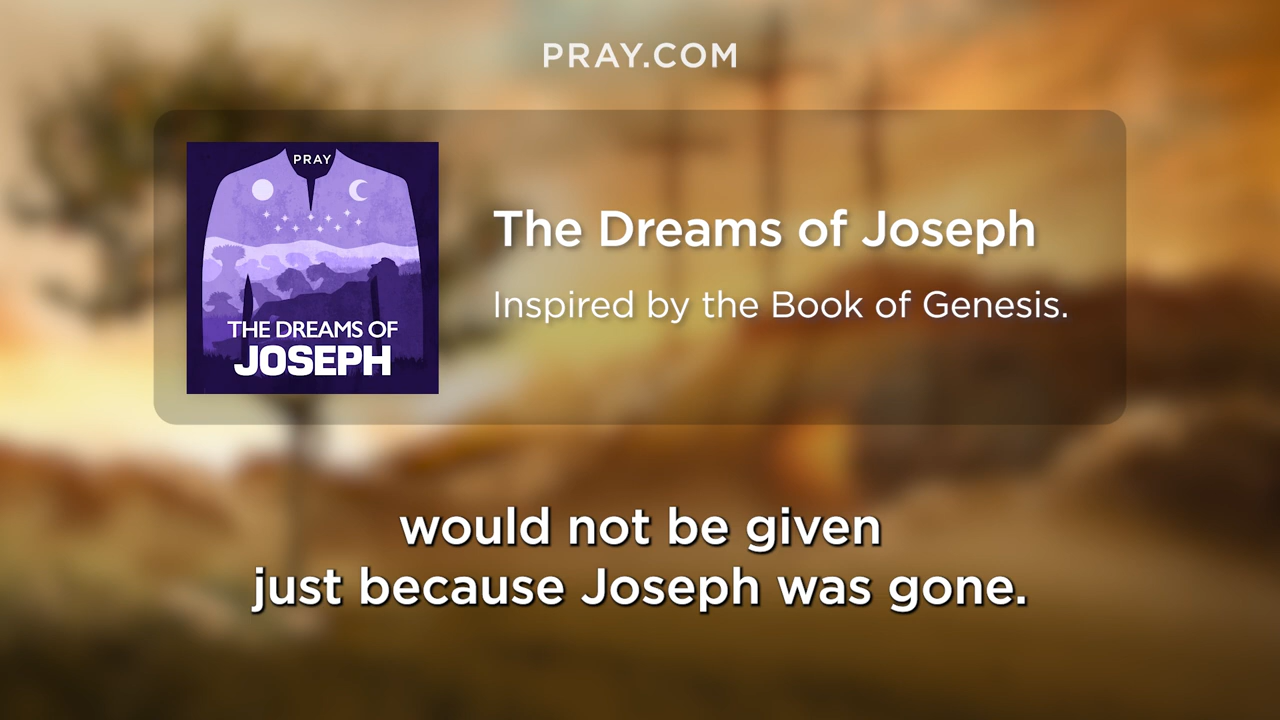 PRAY.COM
PRAY
THE DREAMS OF
JOSEPH
The Dreams of Joseph
Inspired by the Book of Genesis.
would not be given
just because Joseph was gone.